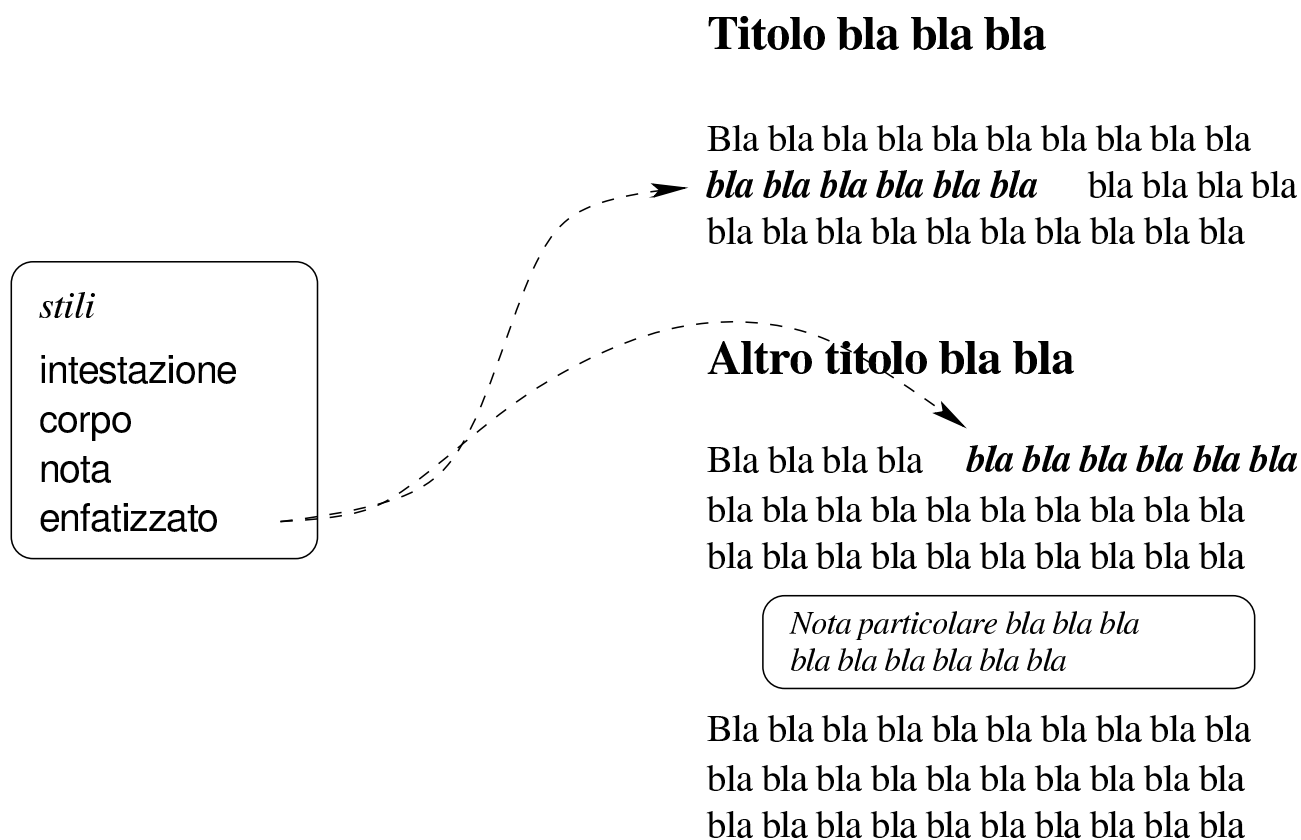 stili
intestazione
corpo
nota
enfatizzato
Titolo bla bla bla
Bla bla bla bla bla bla bla bla bla bla
bla bla bla bla bla bla bla bla bla bla
bla bla bla bla bla bla bla bla bla bla
Altro titolo bla bla
Bla bla bla bla bla bla bla bla bla bla
bla bla bla bla bla bla bla bla bla bla
bla bla bla bla bla bla bla bla bla bla
Nota particolare bla bla bla
bla bla bla bla bla bla
Bla bla bla bla bla bla bla bla bla bla
bla bla bla bla bla bla bla bla bla bla
bla bla bla bla bla bla bla bla bla bla